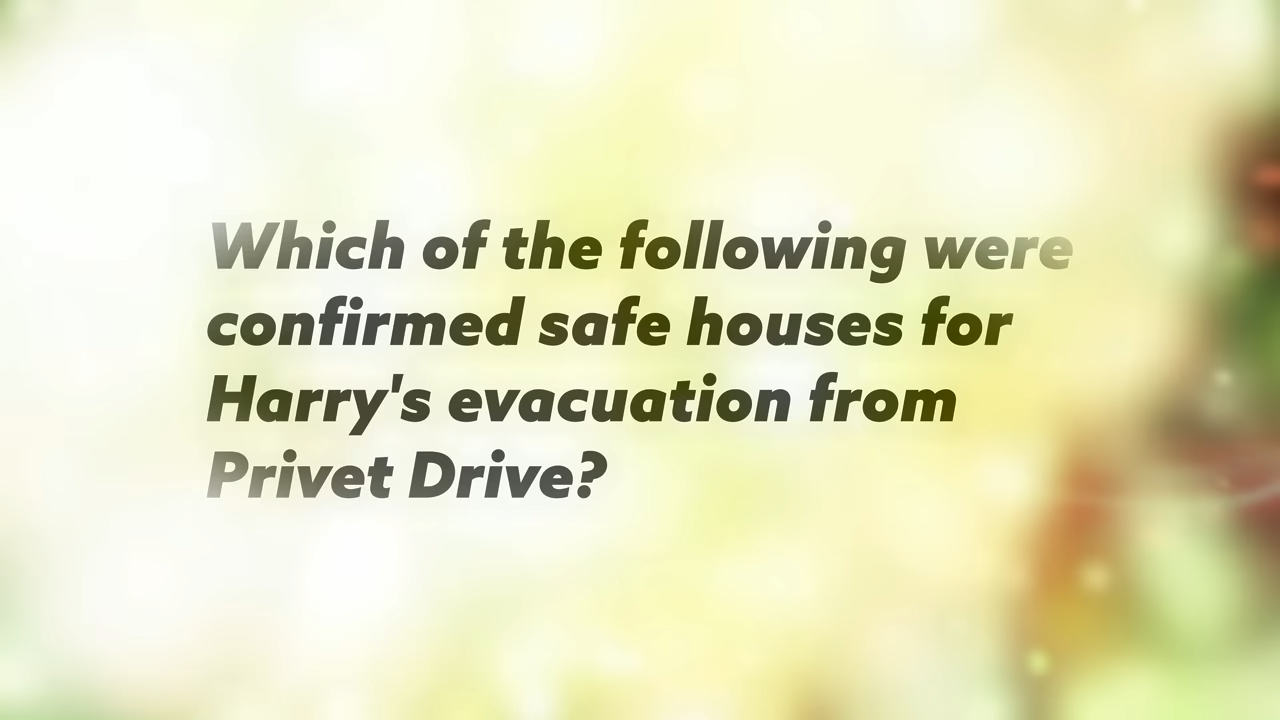 Which of the following were
confirmed safe houses for
Harry's evacuation from
Privet Drive?